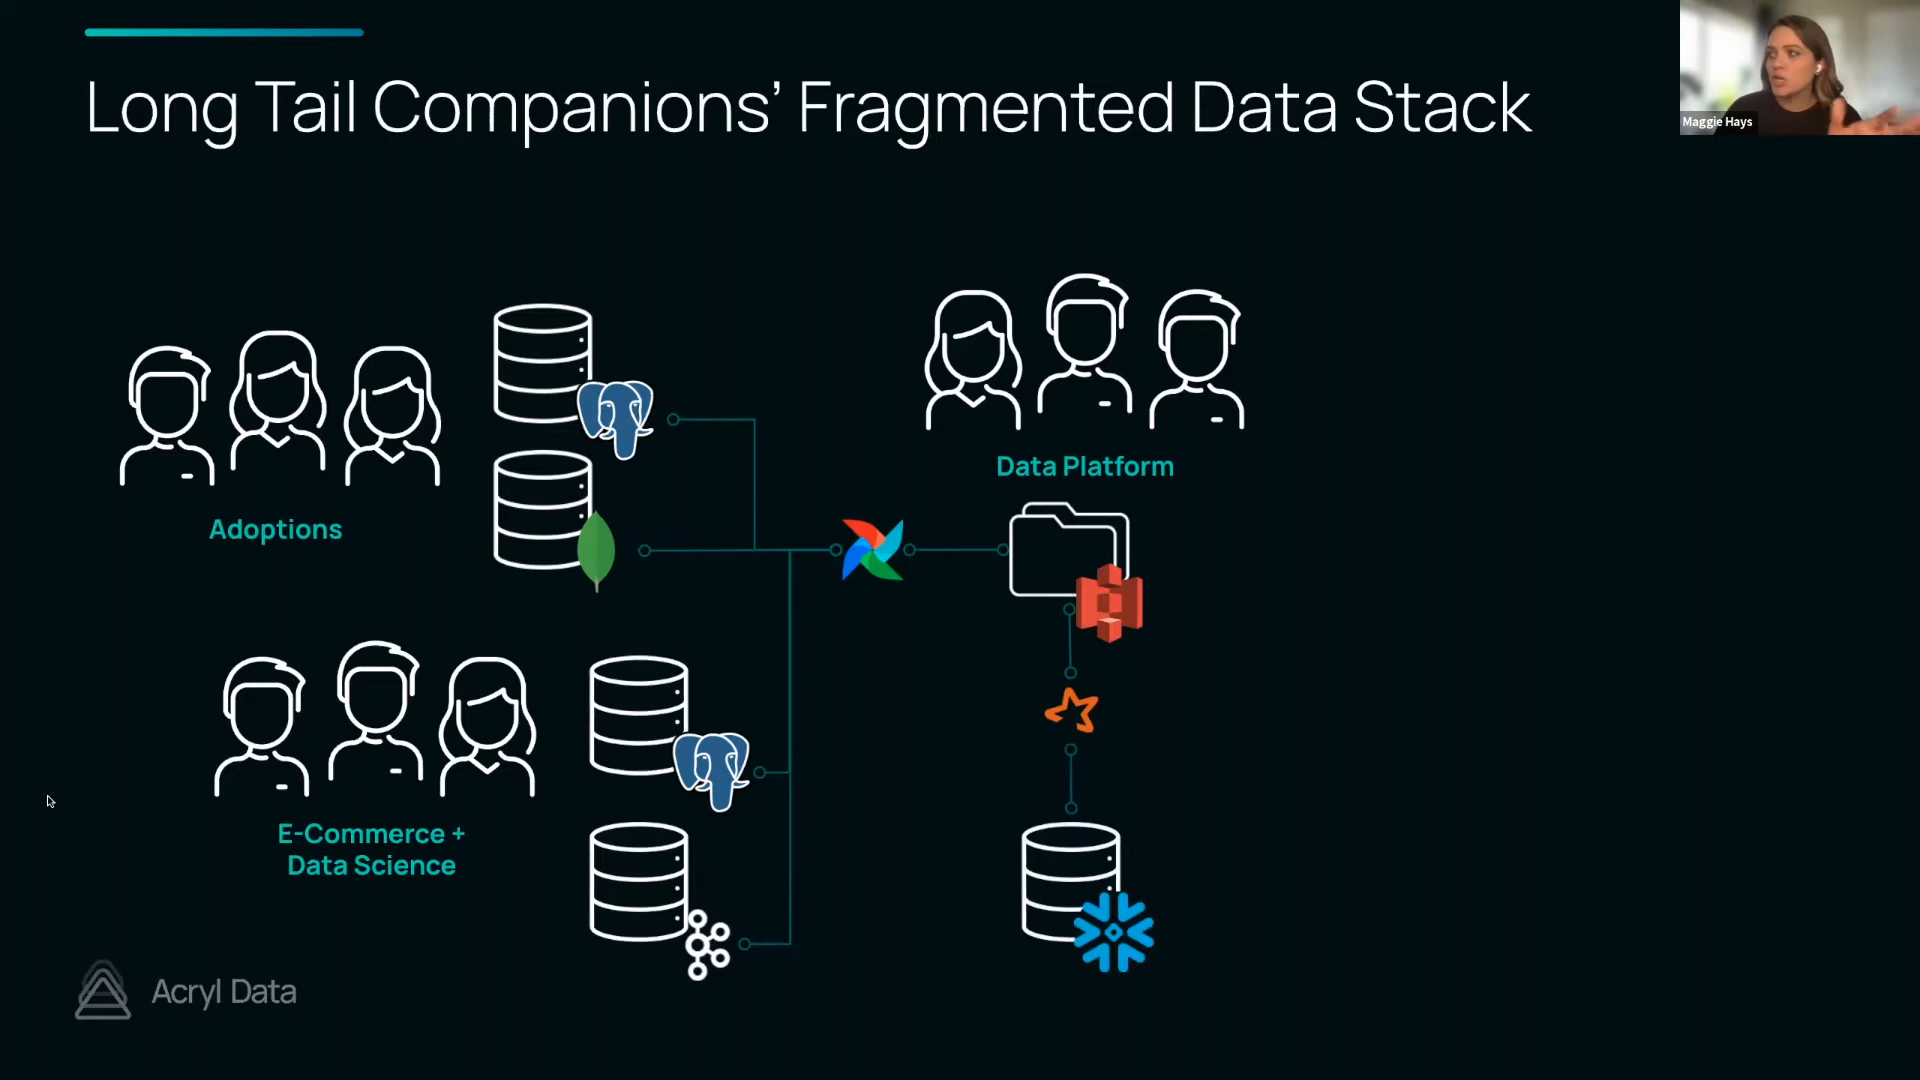 Long Tail Companions’ Fragmented Data Stack
Maggie Hays
Data Platform
Adoptions
E-Commerce +
Data Science
Acryl Data